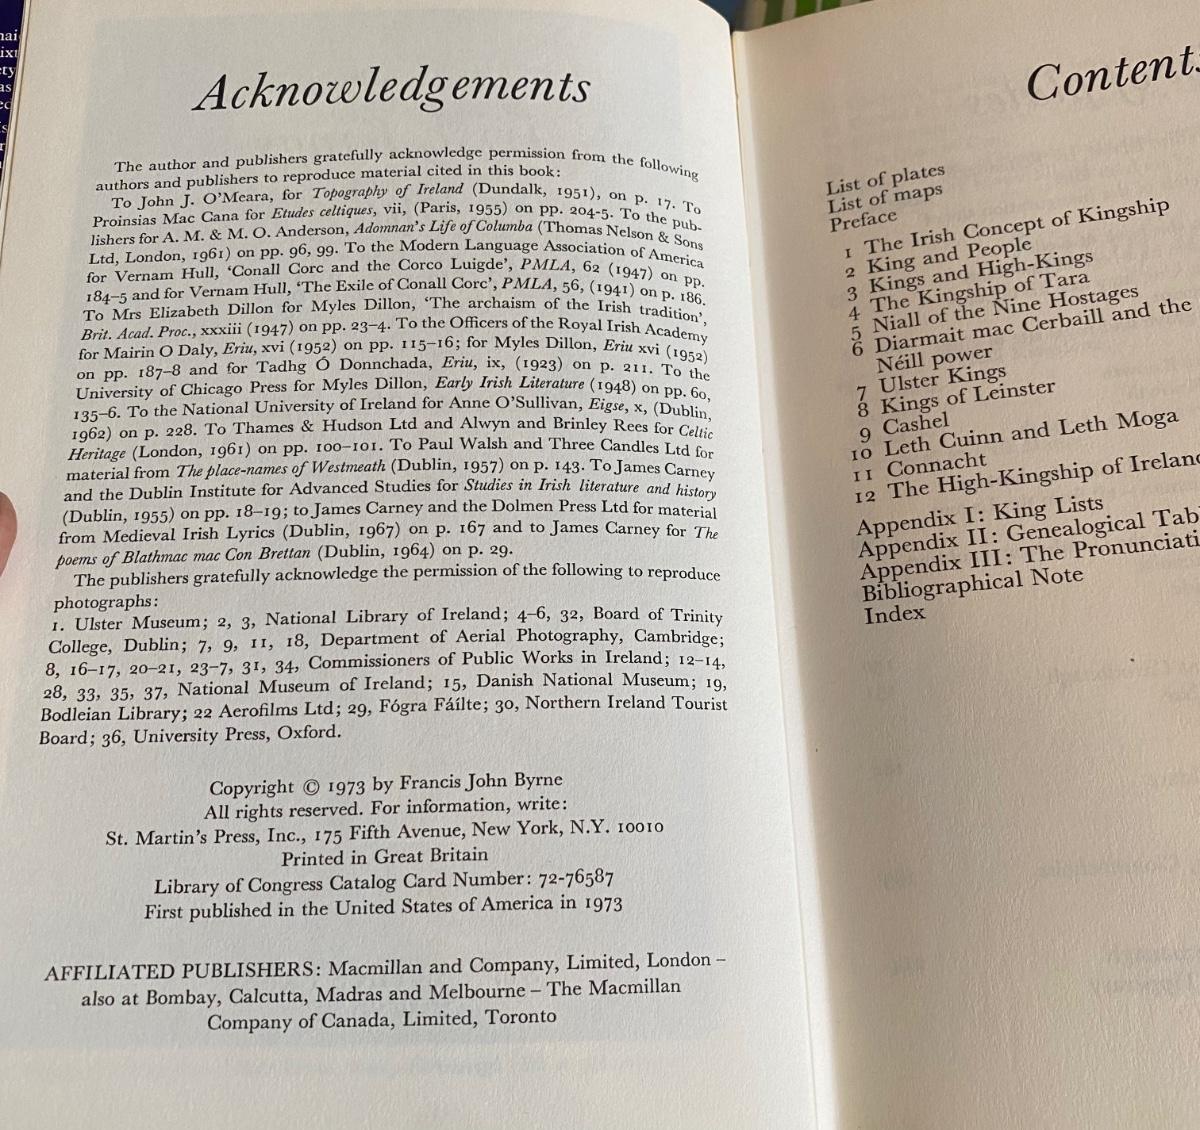 Acknowledgements
The author and publishers gratefully acknowledge permission from the following
authors and publishers to reproduce material cited in this book:
To John J. O'Meara, for Topography of Ireland (Dundalk, 1951), on p. 17. To
Proinsias Mac Cana for Etudes celtiques, vii, (Paris, 1955) on pp. 204-5. To the pub-
lishers for A. M. & M. O. Anderson, Adomnan's Life of Columba (Thomas Nelson & Sons
Ltd, London, 1961) on pp. 96, 99. To the Modern Language Association of America
for Vernam Hull, 'Conall Corc and the Corco Luigde', PMLA, 62 (1947) on pp.
184–5 and for Vernam Hull, 'The Exile of Conall Corc', PMLA, 56, (1941) on p. 186.
To Mrs Elizabeth Dillon for Myles Dillon, 'The archaism of the Irish tradition',
Brit. Acad. Proc., xxxiii (1947) on pp. 23–4. To the Officers of the Royal Irish Academy
for Mairin O Daly, Eriu, xvi (1952) on pp. 115–16; for Myles Dillon, Eriu xvi (1952)
on pp. 187–8 and for Tadhg Ó Donnchada, Eriu, ix, (1923) on p. 211. To the
University of Chicago Press for Myles Dillon, Early Irish Literature (1948) on pp. 60,
135–6. To the National University of Ireland for Anne O'Sullivan, Eigse, x, (Dublin,
1962) on p. 228. To Thames & Hudson Ltd and Alwyn and Brinley Rees for Celtic
Heritage (London, 1961) on pp. 100–101. To Paul Walsh and Three Candles Ltd for
material from The place-names of Westmeath (Dublin, 1957) on p. 143. To James Carney
and the Dublin Institute for Advanced Studies for Studies in Irish literature and history
(Dublin, 1955) on pp. 18–19; to James Carney and the Dolmen Press Ltd for material
from Medieval Irish Lyrics (Dublin, 1967) on p. 167 and to James Carney for The
poems of Blathmac mac Con Brettan (Dublin, 1964) on p. 29.
The publishers gratefully acknowledge the permission of the following to reproduce
photographs:
1. Ulster Museum; 2, 3, National Library of Ireland; 4–6, 32, Board of Trinity
College, Dublin; 7, 9, 11, 18, Department of Aerial Photography, Cambridge;
8, 16–17, 20–21, 23–7, 31, 34, Commissioners of Public Works in Ireland; 12–14,
28, 33, 35, 37, National Museum of Ireland; 15, Danish National Museum; 19,
Bodleian Library; 22 Aerofilms Ltd; 29, Fógra Fáílte; 30, Northern Ireland Tourist
Board; 36, University Press, Oxford.
Copyright © 1973 by Francis John Byrne
All rights reserved. For information, write:
St. Martin's Press, Inc., 175 Fifth Avenue, New York, N.Y. 10010
Printed in Great Britain
Library of Congress Catalog Card Number: 72-76587
First published in the United States of America in 1973
AFFILIATED PUBLISHERS: Macmillan and Company, Limited, London –
also at Bombay, Calcutta, Madras and Melbourne – The Macmillan
Company of Canada, Limited, Toronto
Contents
List of plates
List of maps
Preface
1 The Irish Concept of Kingship
2 King and People
3 Kings and High-Kings
4 The Kingship of Tara
5 Niall of the Nine Hostages
6 Diarmait mac Cerbaill and the
Néill power
7 Ulster Kings
8 Kings of Leinster
9 Cashel
10 Leth Cuinn and Leth Moga
11 Connacht
12 The High-Kingship of Ireland
Appendix I: King Lists
Appendix II: Genealogical Tab
Appendix III: The Pronunciati
Bibliographical Note
Index